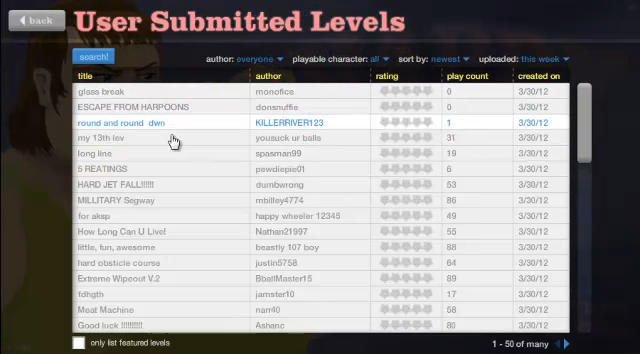 back User Submitted Levels
search! author: everyone playable character: all sort by: newest uploaded: this week
title author rating play count created on
glass break monofice 0 3/30/12
ESCAPE FROM HARPOONS donsnuffie 0 3/30/12
round and round dwn KILLERRIVER123 1 3/30/12
my 13th lev yousuck ur balls 31 3/30/12
long line spasman99 19 3/30/12
5 REATINGS pewdiepie01 6 3/30/12
HARD JET FALL!!!!!! dumbwrong 53 3/30/12
MILLITARY Segway mbilley4774 86 3/30/12
for aksp happy wheeler 12345 49 3/30/12
How Long Can U Live! Nathan21997 55 3/30/12
little, fun, awesome beastly 107 boy 88 3/30/12
hard obsticle course justin5758 64 3/30/12
Extreme Wipeout V.2 BballMaster15 89 3/30/12
fdhgth jamster10 17 3/30/12
Meat Machine narr40 58 3/30/12
Good luck !!!!!!!!!! Ashanc 80 3/30/12
only list featured levels 1 - 50 of many